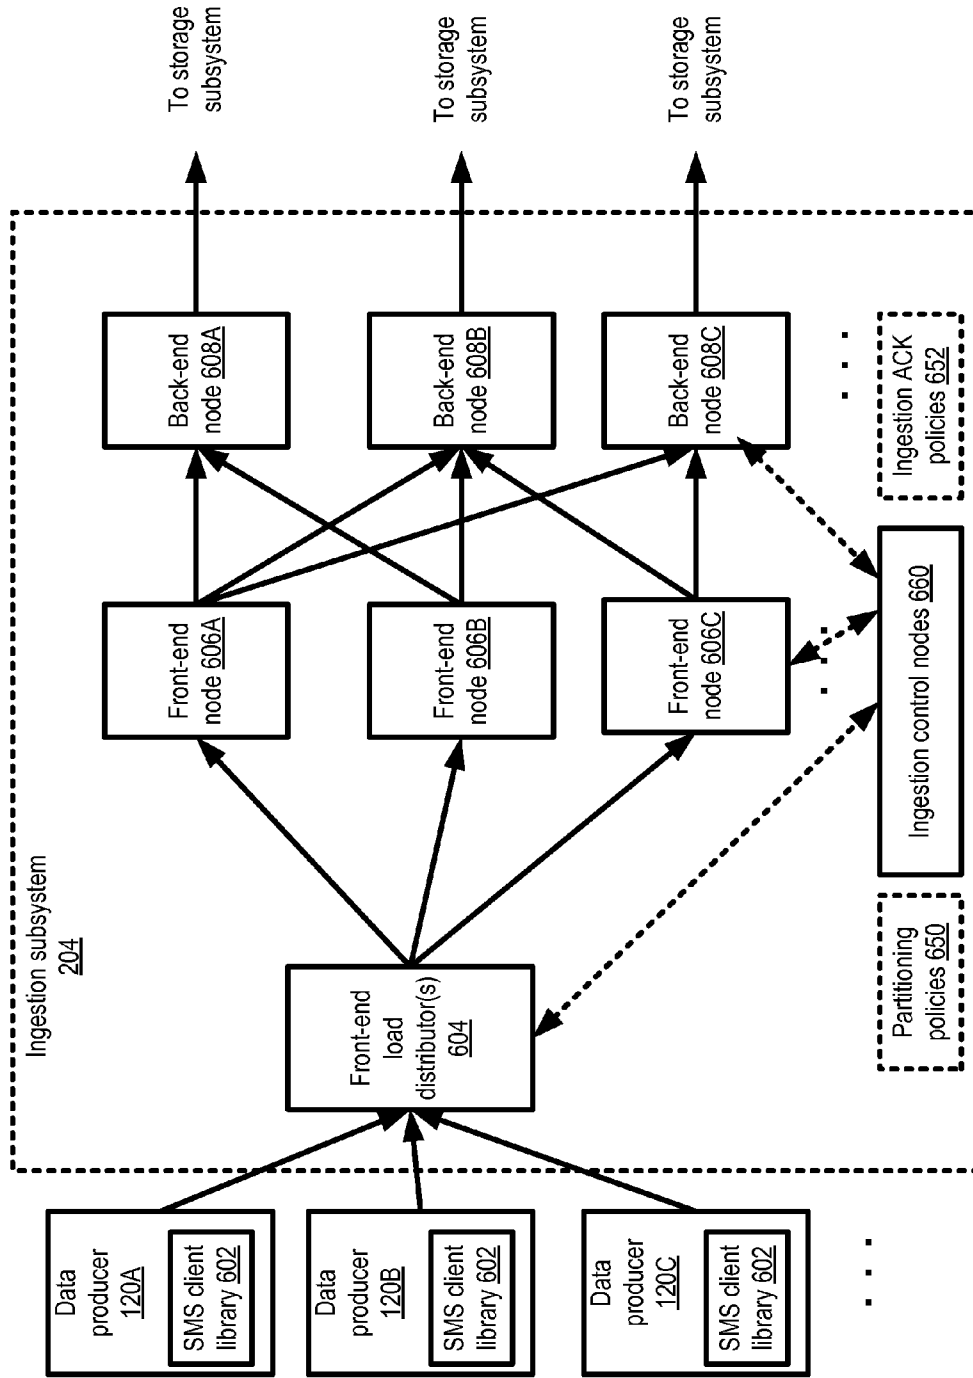 Ingestion subsystem
204
Data
producer
120A
SMS client
library 602
Data
producer
120B
SMS client
library 602
Data
producer
120C
SMS client
library 602
Front-end
load
distributor(s)
604
Front-end
node 606A
Front-end
node 606B
Front-end
node 606C
Back-end
node 608A
Back-end
node 608B
Back-end
node 608C
To storage
subsystem
To storage
subsystem
To storage
subsystem
Partitioning
policies 650
Ingestion control nodes 660
Ingestion ACK
policies 652